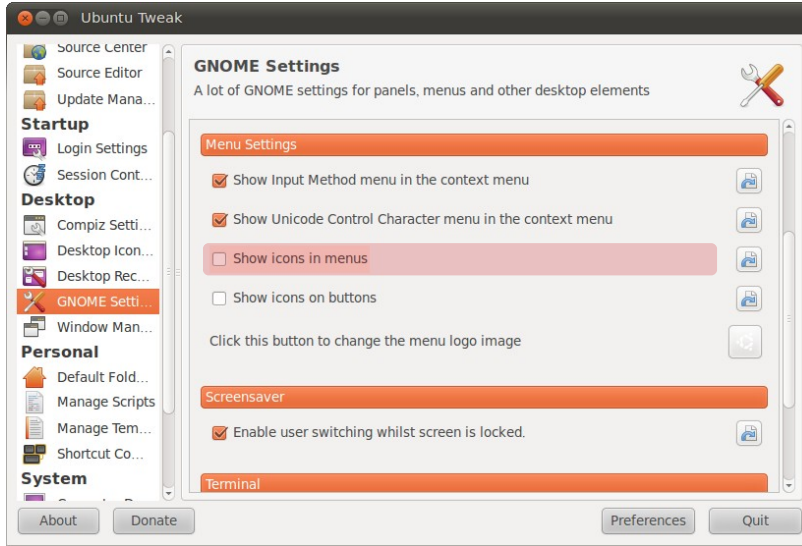 Ubuntu Tweak
Source Center
Source Editor
Update Mana...
Startup
Login Settings
Session Cont...
Desktop
Compiz Setti...
Desktop Icon...
Desktop Rec...
GNOME Setti...
Window Man...
Personal
Default Fold...
Manage Scripts
Manage Tem...
Shortcut Co...
System
GNOME Settings
A lot of GNOME settings for panels, menus and other desktop elements
Menu Settings
Show Input Method menu in the context menu
Show Unicode Control Character menu in the context menu
Show icons in menus
Show icons on buttons
Click this button to change the menu logo image
Screensaver
Enable user switching whilst screen is locked.
Terminal
About
Donate
Preferences
Quit